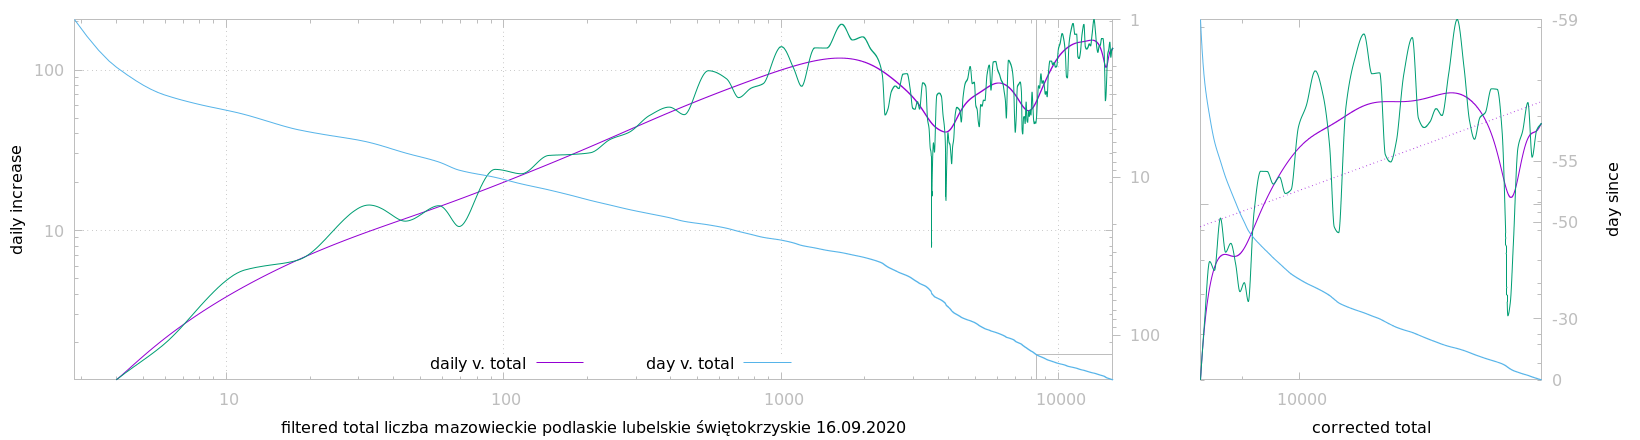 100
10
daily increase
daily v. total
day v. total
10
100
1000
10000
filtered total liczba mazowieckie podlaskie lubelskie świętokrzyskie 16.09.2020
1
10
100
10000
corrected total
-59
-55
-50
-30
0
day since